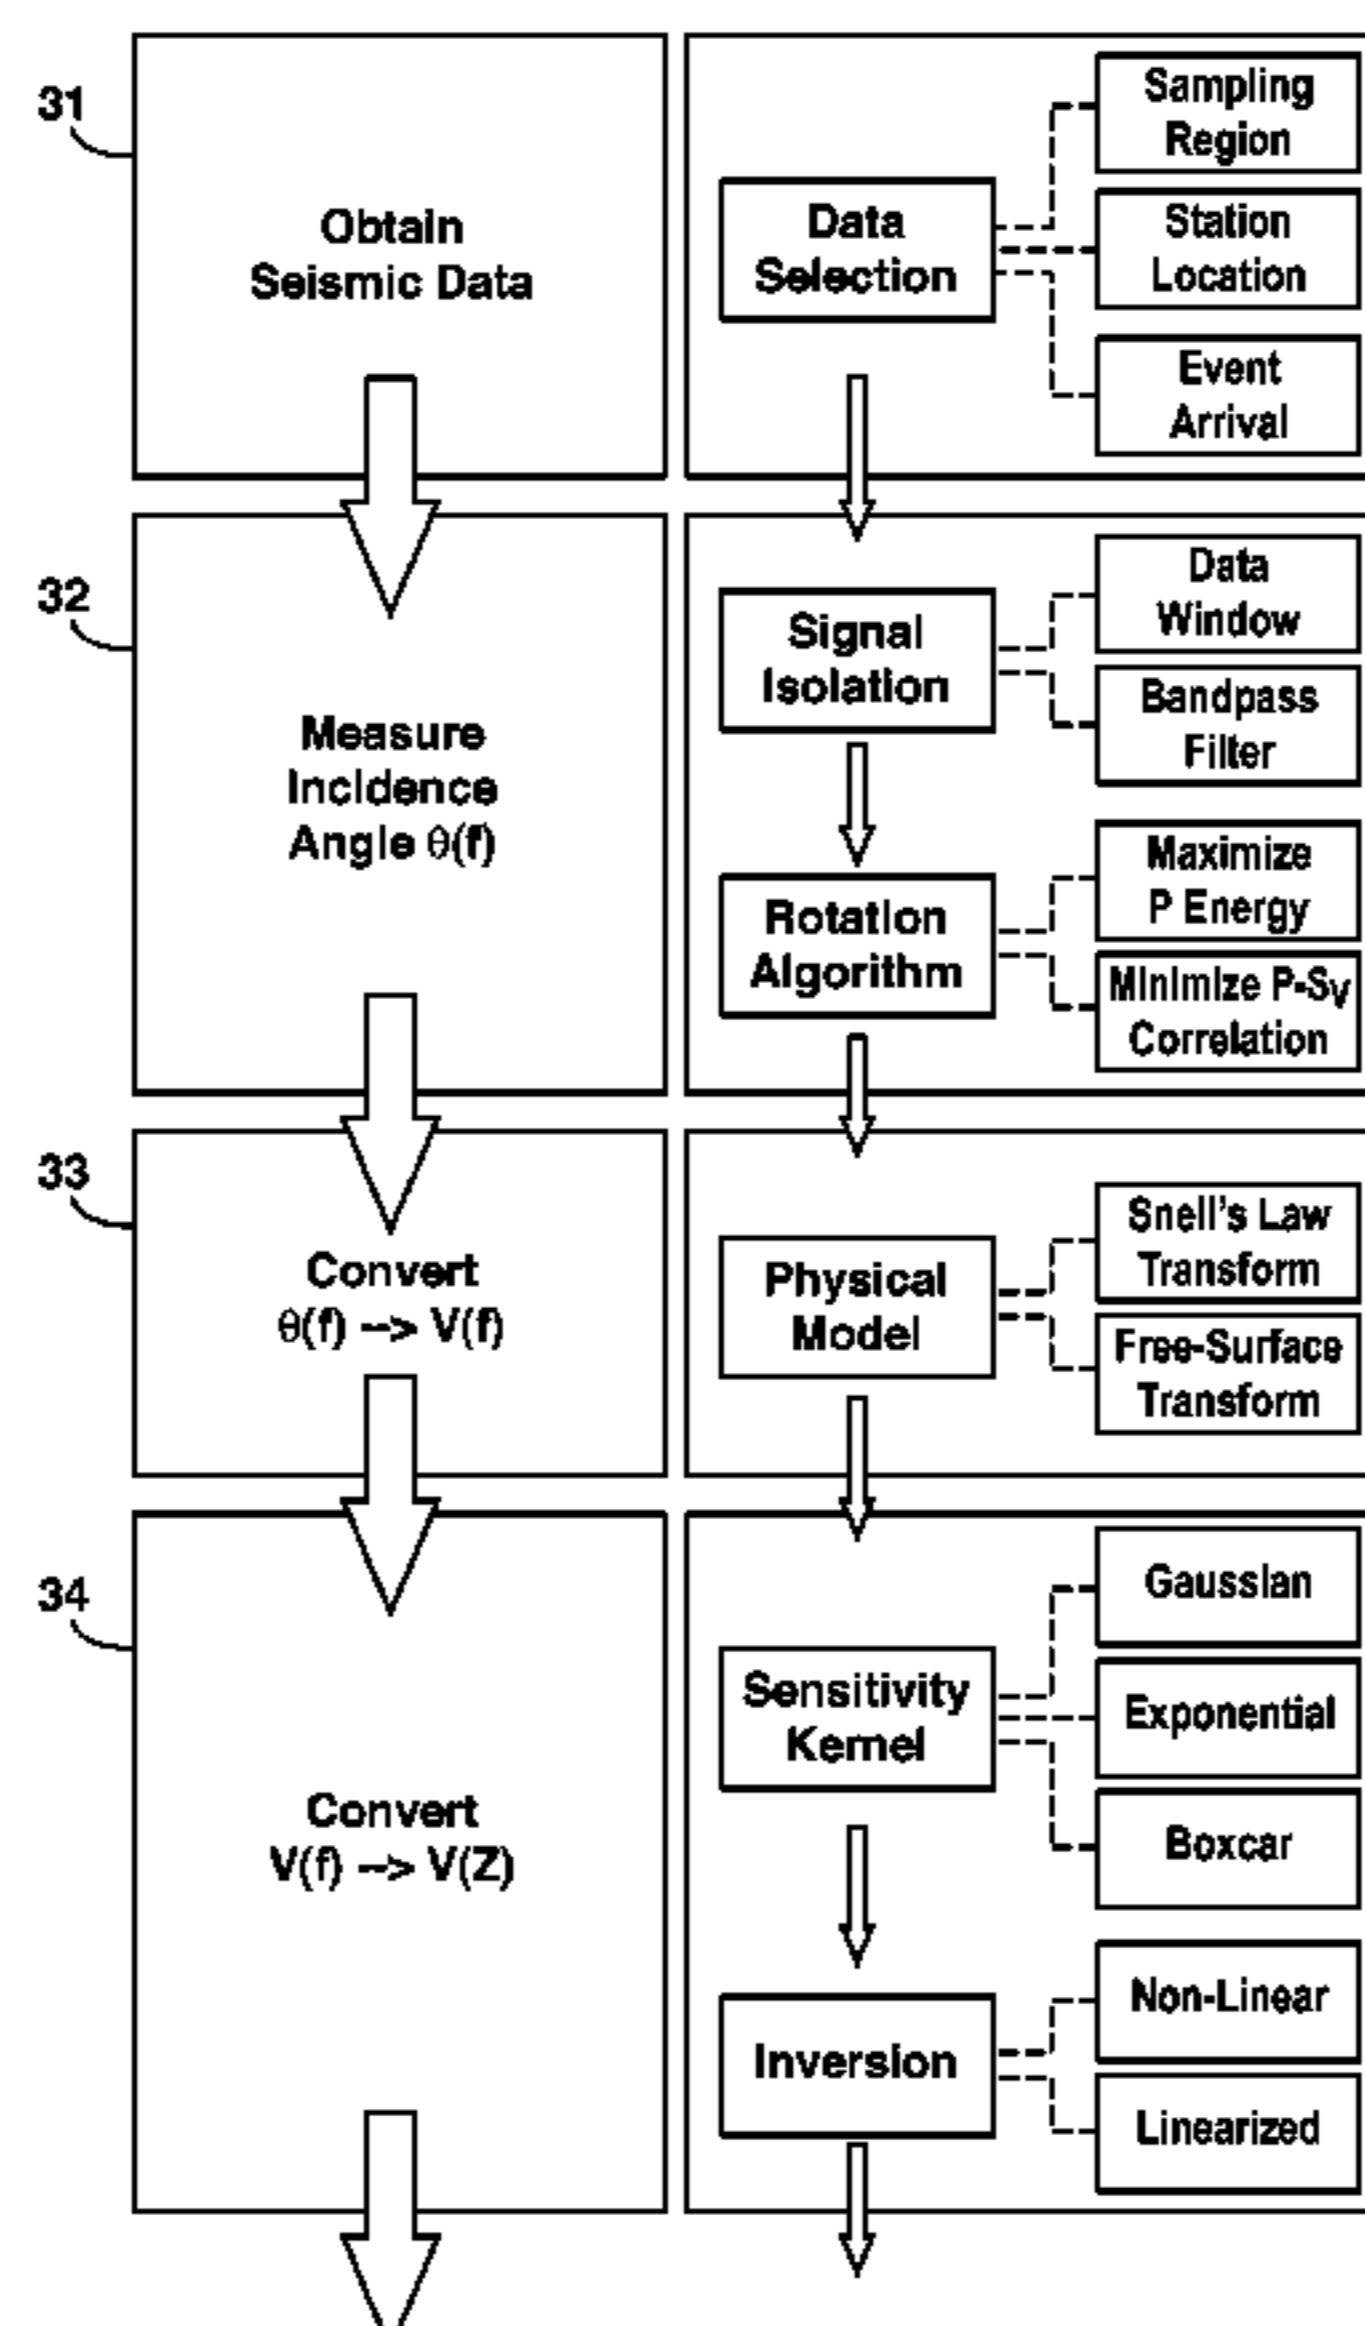 31
Obtain
Seismic Data
Data
Selection
Sampling
Region
Station
Location
Event
Arrival
32
Measure
Incidence
Angle θ(f)
Signal
Isolation
Data
Window
Bandpass
Filter
Rotation
Algorithm
Maximize
P Energy
Minimize P-SV
Correlation
33
Convert
θ(f) --> V(f)
Physical
Model
Snell's Law
Transform
Free-Surface
Transform
34
Convert
V(f) --> V(Z)
Sensitivity
Kernel
Gaussian
Exponential
Boxcar
Inversion
Non-Linear
Linearized